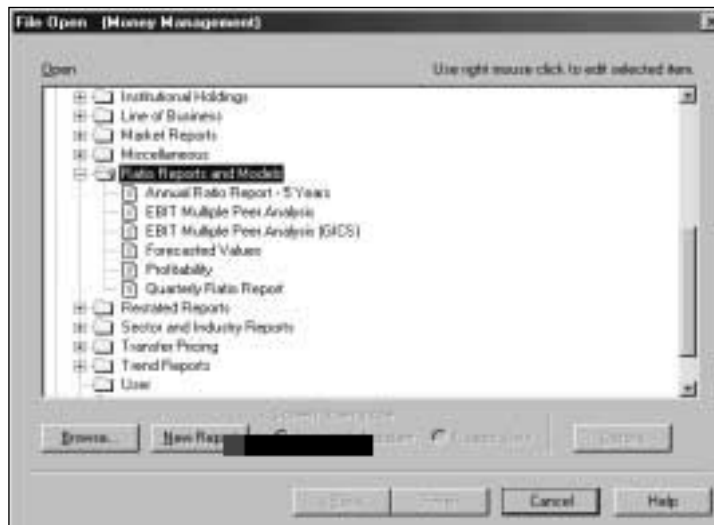 File Open (Money Management)
Open
Use right mouse click to edit selected item.
Institutional Holdings
Line of Business
Market Reports
Miscellaneous
Ratio Reports and Models
Annual Ratio Report - 5 Years
EBIT Multiple Peer Analysis
EBIT Multiple Peer Analysis (GICS)
Forecasted Values
Profitability
Quarterly Ratio Report
Restated Reports
Sector and Industry Reports
Transfer Pricing
Trend Reports
User
Browse... New
Cancel Help